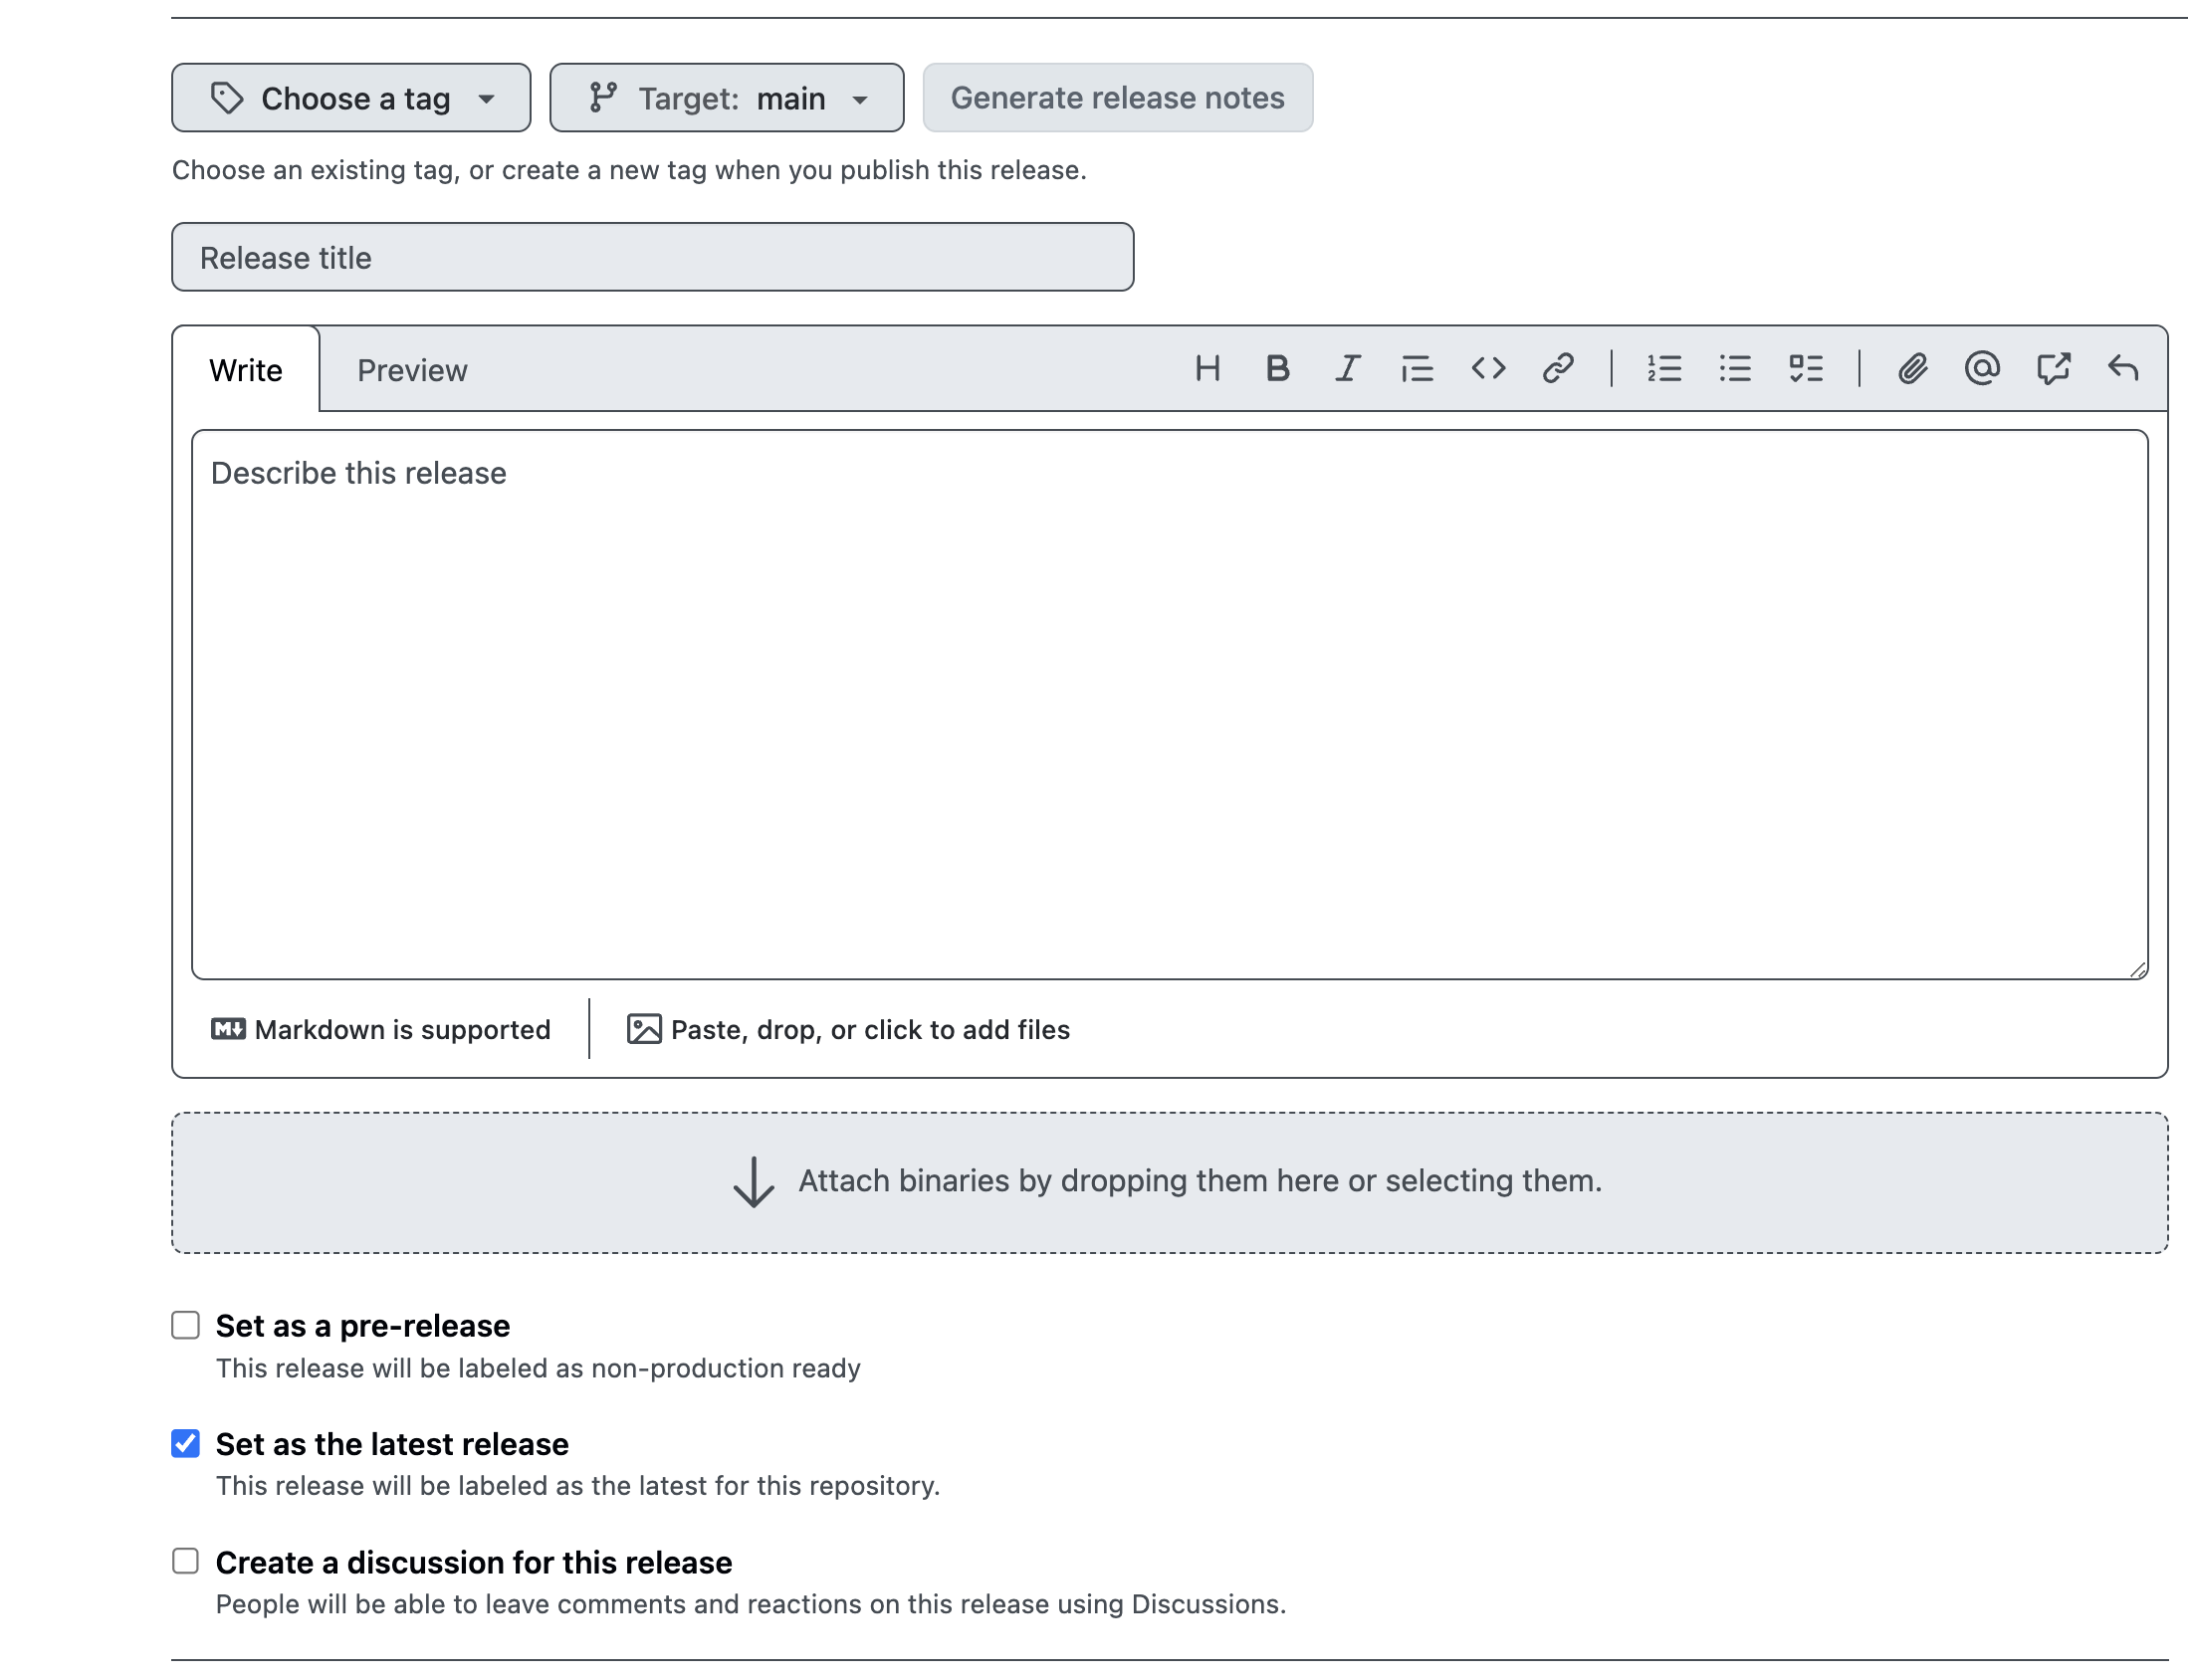 Choose a tag
Target: main
Generate release notes
Choose an existing tag, or create a new tag when you publish this release.
Release title
Write
Preview
Describe this release
Markdown is supported
Paste, drop, or click to add files
Attach binaries by dropping them here or selecting them.
Set as a pre-release
This release will be labeled as non-production ready
Set as the latest release
This release will be labeled as the latest for this repository.
Create a discussion for this release
People will be able to leave comments and reactions on this release using Discussions.